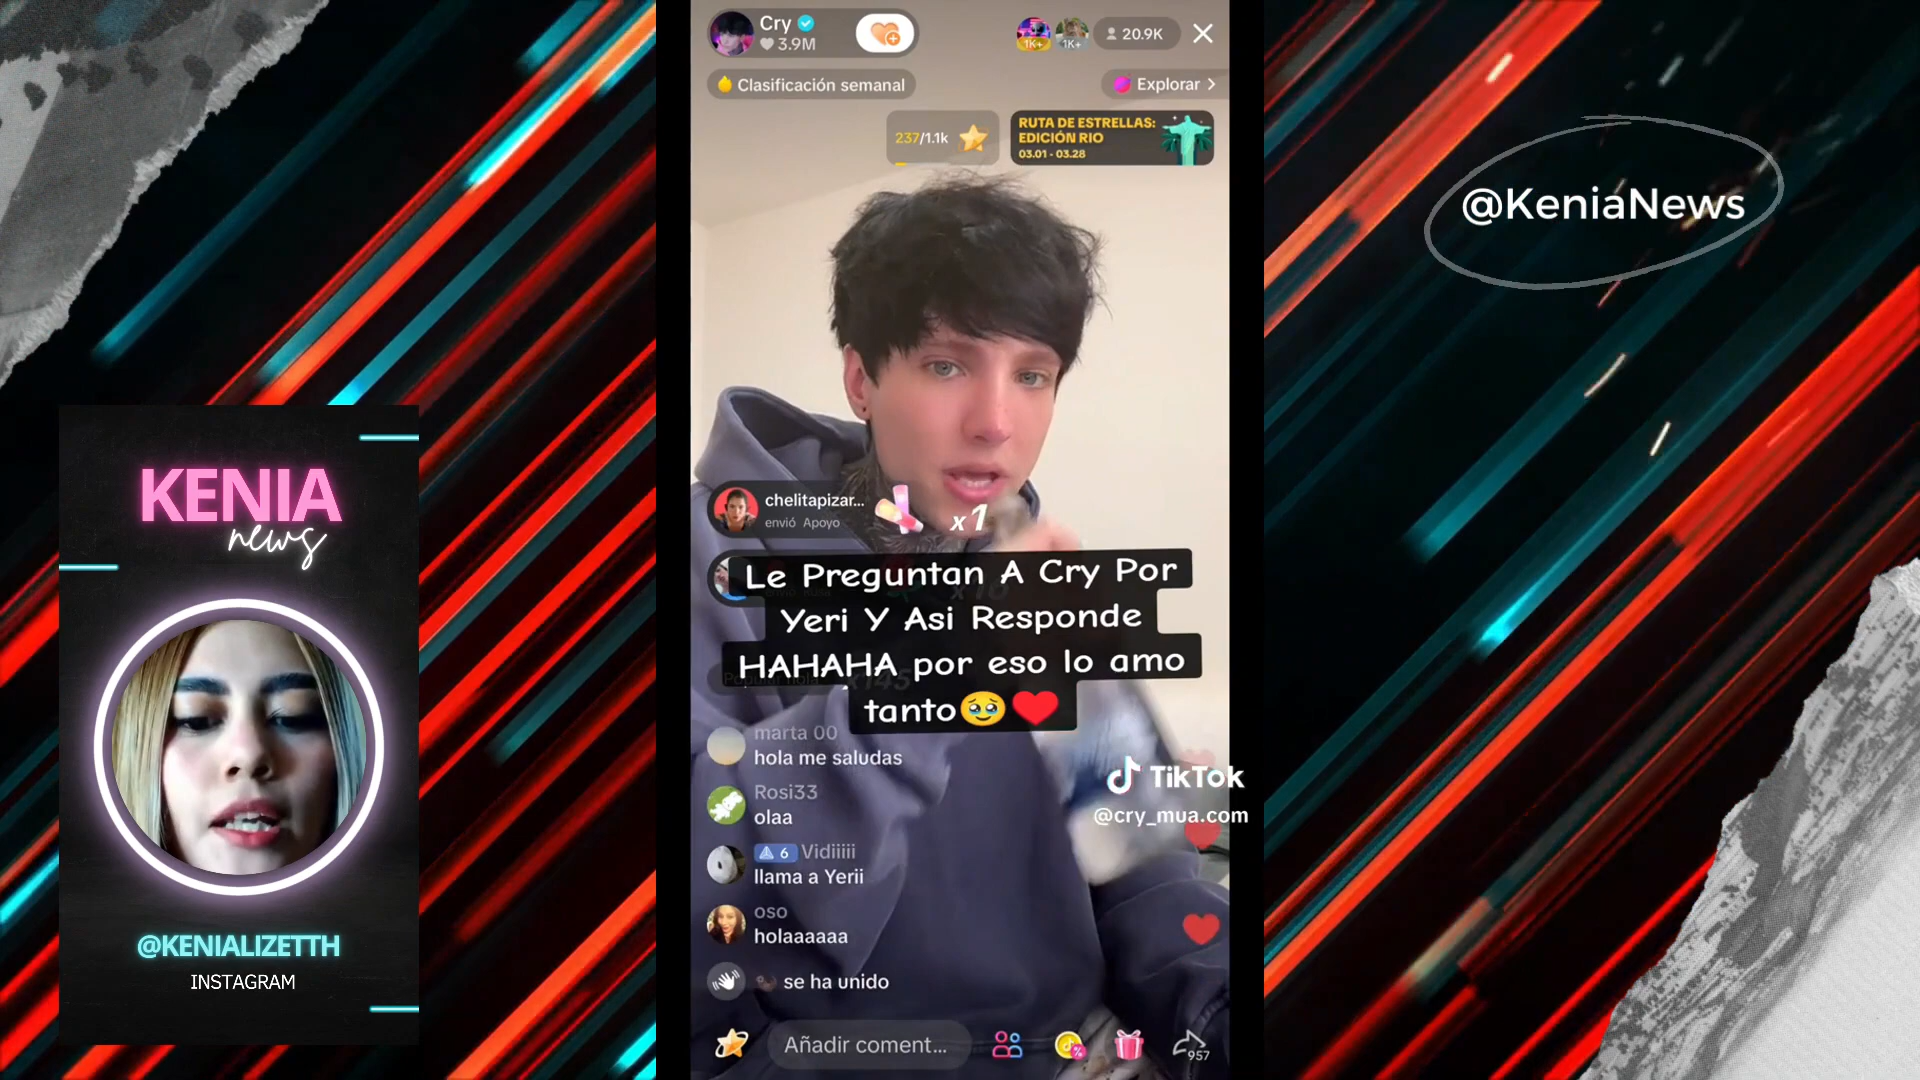 Cry
3.9M
1K+
1K+
20.9K
Clasificación semanal
Explorar
237/1.1k
RUTA DE ESTRELLAS:
EDICIÓN RIO
03.01 - 03.28
@KeniaNews
KENIA
news
@KENIALIZETTH
INSTAGRAM
chelitapizar...
envió Apoyo
x1
Le Preguntan A Cry Por
Yeri Y Asi Responde
HAHAHA por eso lo amo
tanto🥹❤️
marta 00
hola me saludas
Rosi33
olaa
6 Vidiiiii
llama a Yerii
oso
holaaaaaa
se ha unido
TikTok
@cry_mua.com
Añadir coment...
957